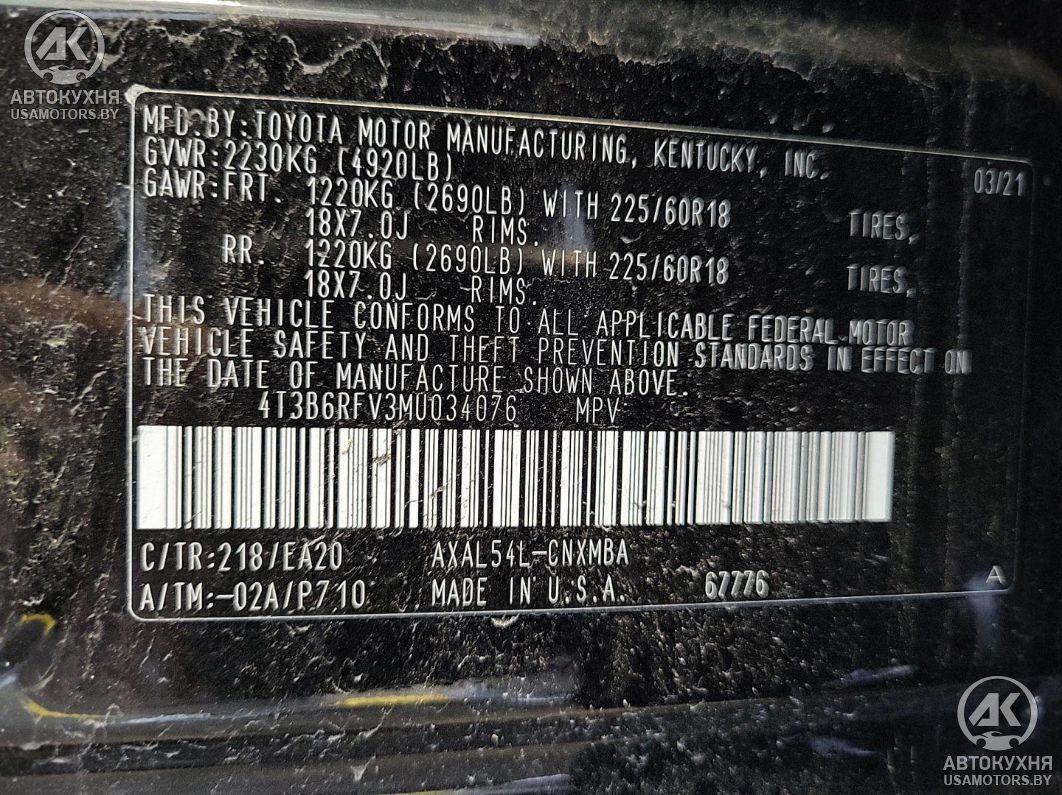 AK
АВТОКУХНЯ
USAMOTORS.BY
MFD. BY: TOYOTA MOTOR MANUFACTURING, KENTUCKY, INC. 03/21
GVWR: 2230KG (4920LB)
GAWR: FRT. 1220KG (2690LB) WITH 225/60R18 TIRES,
18X7.0J RIMS.
RR. 1220KG (2690LB) WITH 225/60R18 TIRES,
18X7.0J RIMS.
THIS VEHICLE CONFORMS TO ALL APPLICABLE FEDERAL MOTOR
VEHICLE SAFETY AND THEFT PREVENTION STANDARDS IN EFFECT ON
THE DATE OF MANUFACTURE SHOWN ABOVE.
4T3B6RFV3MU034076 MPV
C/TR:218/EA20 AXAL54L-CNXMBA
A/TM:-02A/P710 MADE IN U.S.A. 67776 A
AK
АВТОКУХНЯ
USAMOTORS.BY